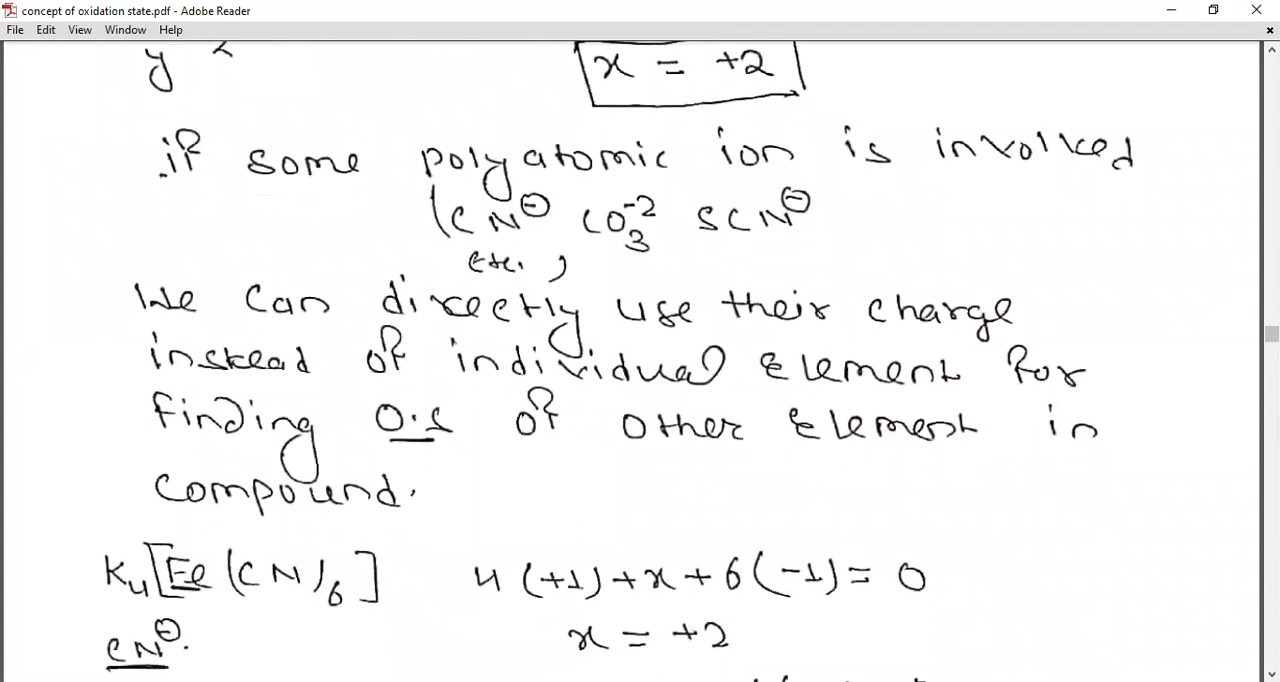 concept of oxidation state.pdf - Adobe Reader
File Edit View Window Help
y 2 x = +2
if some polyatomic ion is involved
(CN⊖ CO₃⁻² SCN⊖
etc.)
We can directly use their charge
instead of individual Element for
finding O.S of other Element in
compound.
K₄[Fe(CN)₆] 4(+1)+x+6(-1)=0
CN⊖. x = +2